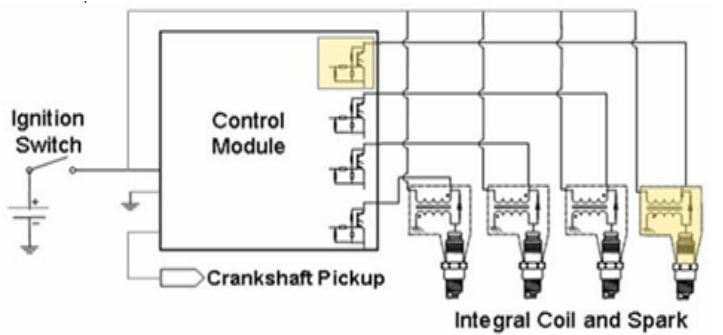 Ignition
Switch
Control
Module
+
−
Crankshaft Pickup
Integral Coil and Spark